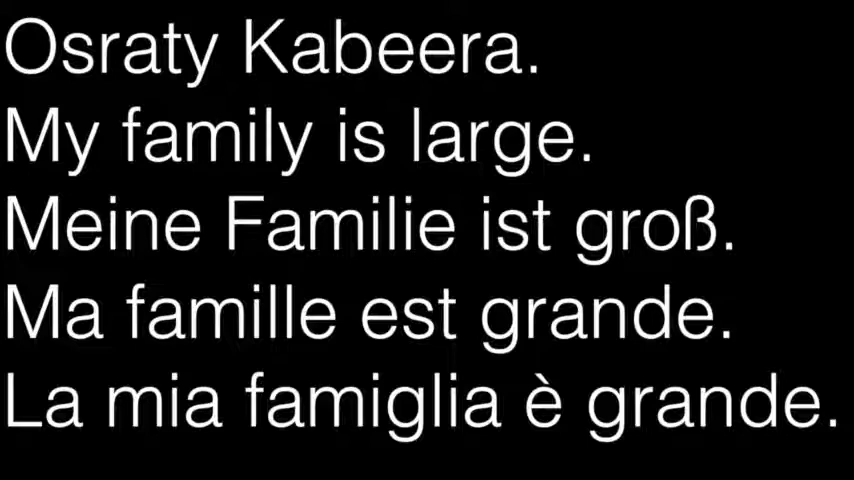 Osraty Kabeera.
My family is large.
Meine Familie ist groß.
Ma famille est grande.
La mia famiglia è grande.